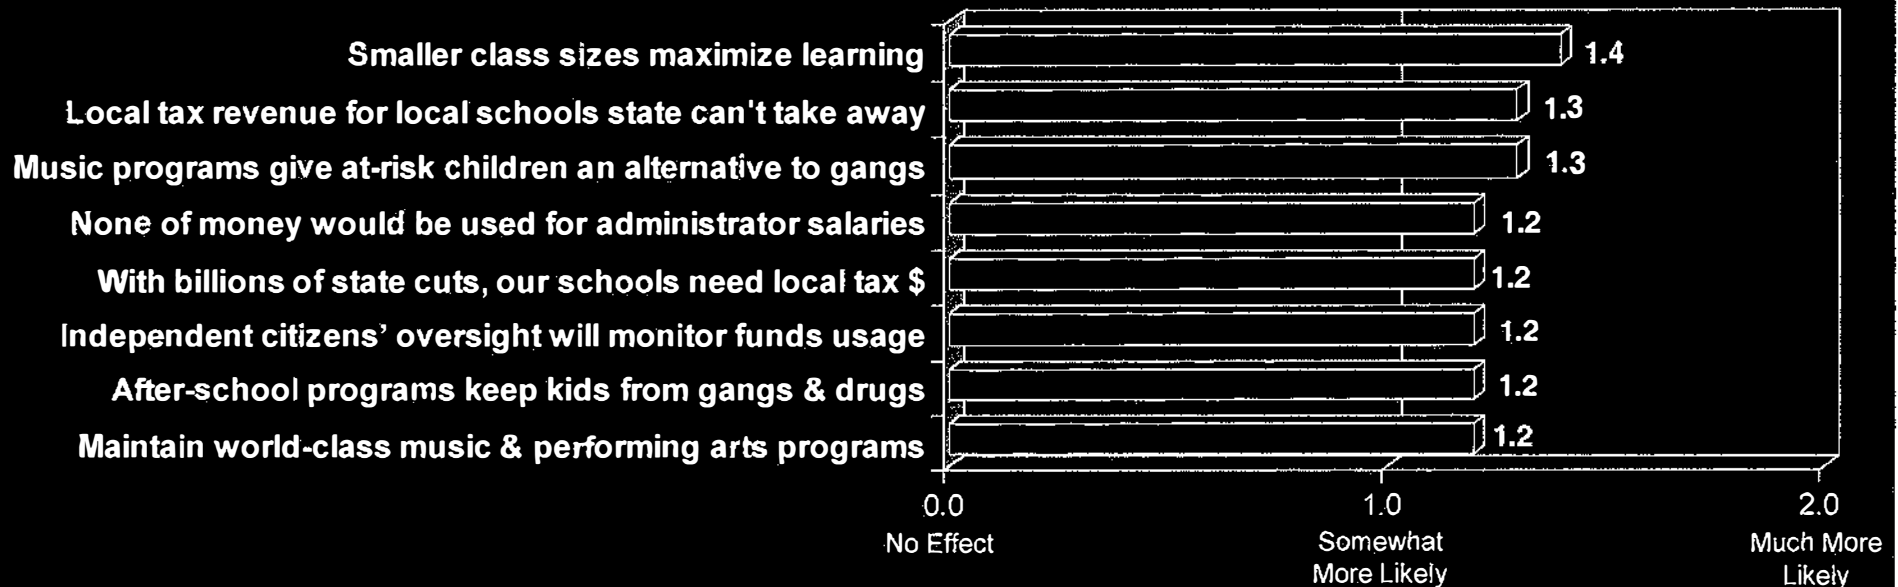 Smaller class sizes maximize learning 1.4
Local tax revenue for local schools state can't take away 1.3
Music programs give at-risk children an alternative to gangs 1.3
None of money would be used for administrator salaries 1.2
With billions of state cuts, our schools need local tax $ 1.2
Independent citizens’ oversight will monitor funds usage 1.2
After-school programs keep kids from gangs & drugs 1.2
Maintain world-class music & performing arts programs 1.2
0.0 1.0 2.0
No Effect Somewhat Much More
More Likely Likely